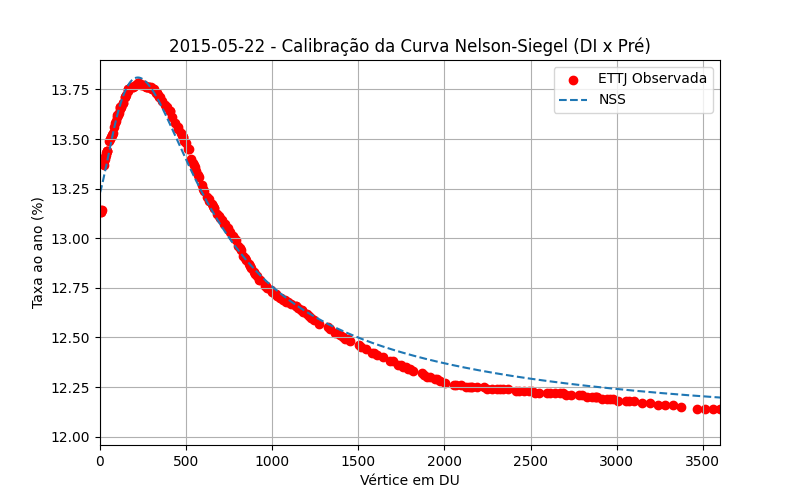 2015-05-22 - Calibração da Curva Nelson-Siegel (DI x Pré)
ETTJ Observada
NSS
Taxa ao ano (%)
13.75
13.50
13.25
13.00
12.75
12.50
12.25
12.00
0 500 1000 1500 2000 2500 3000 3500
Vértice em DU